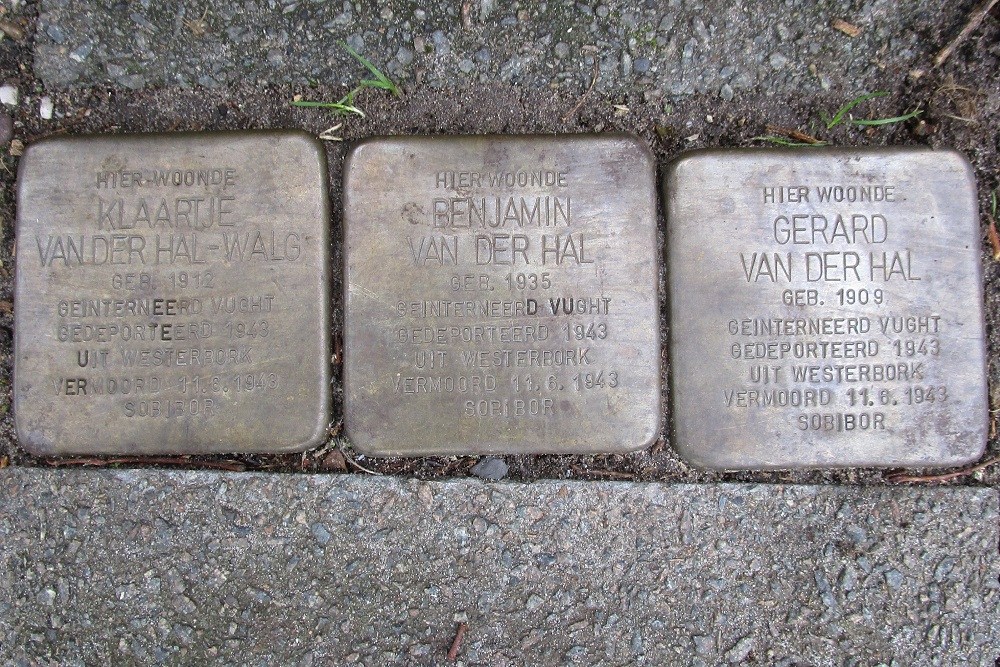 HIER WOONDE
KLAARTJE
VAN DER HAL-WALG
GEB. 1912
GEINTERNEERD VUGHT
GEDEPORTEERD 1943
UIT WESTERBORK
VERMOORD 11.6.1943
SOBIBOR
HIER WOONDE
BENJAMIN
VAN DER HAL
GEB. 1935
GEINTERNEERD VUGHT
GEDEPORTEERD 1943
UIT WESTERBORK
VERMOORD 11.6.1943
SOBIBOR
HIER WOONDE
GERARD
VAN DER HAL
GEB. 1909
GEINTERNEERD VUGHT
GEDEPORTEERD 1943
UIT WESTERBORK
VERMOORD 11.6.1943
SOBIBOR